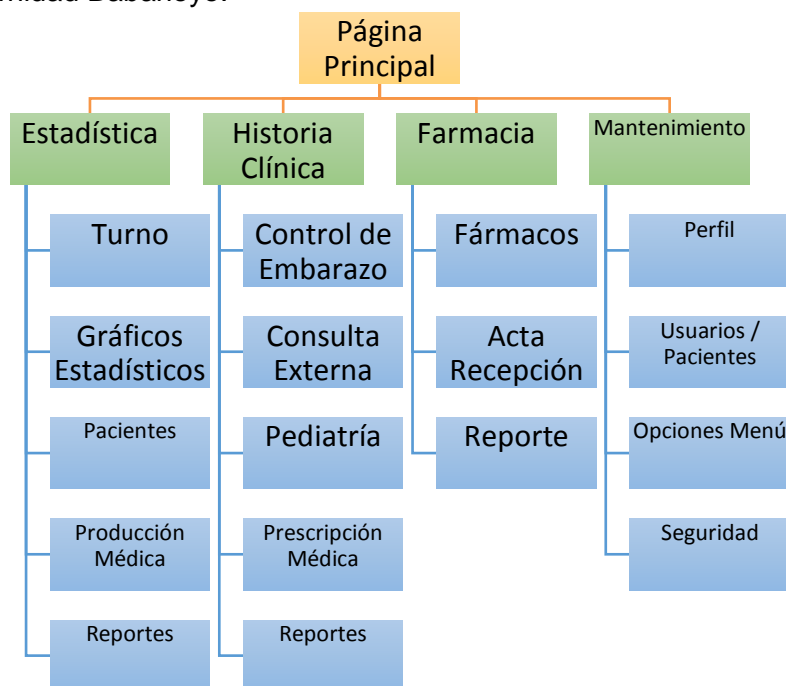 Página
Principal
Estadística
Historia
Clínica
Farmacia
Mantenimiento
Turno
Gráficos
Estadísticos
Pacientes
Producción
Médica
Reportes
Control de
Embarazo
Consulta
Externa
Pediatría
Prescripción
Médica
Reportes
Fármacos
Acta
Recepción
Reporte
Perfil
Usuarios /
Pacientes
Opciones Menú
Seguridad